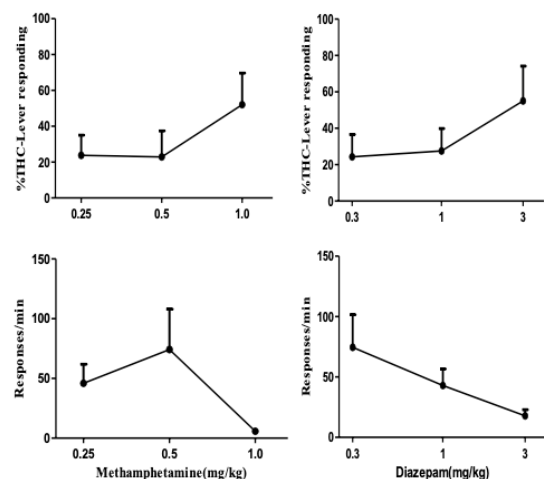 %THC-Lever responding
100
80
60
40
20
0
0.25 0.5 1.0
%THC-Lever responding
100
80
60
40
20
0
0.3 1 3
Responses/min
150
100
50
0
0.25 0.5 1.0
Methamphetamine(mg/kg)
Responses/min
150
100
50
0
0.3 1 3
Diazepam(mg/kg)